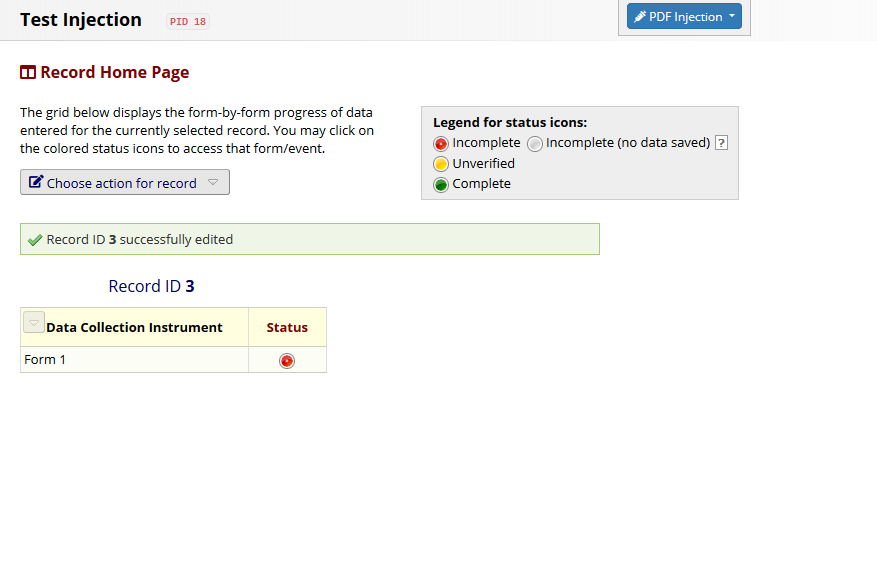 Test Injection PID 18
PDF Injection
Record Home Page
The grid below displays the form-by-form progress of data
entered for the currently selected record. You may click on
the colored status icons to access that form/event.
Legend for status icons:
Incomplete Incomplete (no data saved) ?
Unverified
Complete
Choose action for record
Record ID 3 successfully edited
Record ID 3
Data Collection Instrument Status
Form 1